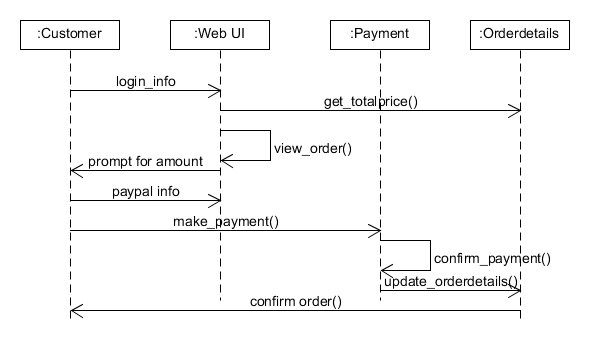 :Customer
:Web UI
:Payment
:Orderdetails
login_info
get_totalprice()
view_order()
prompt for amount
paypal info
make_payment()
confirm_payment()
update_orderdetails()
confirm order()